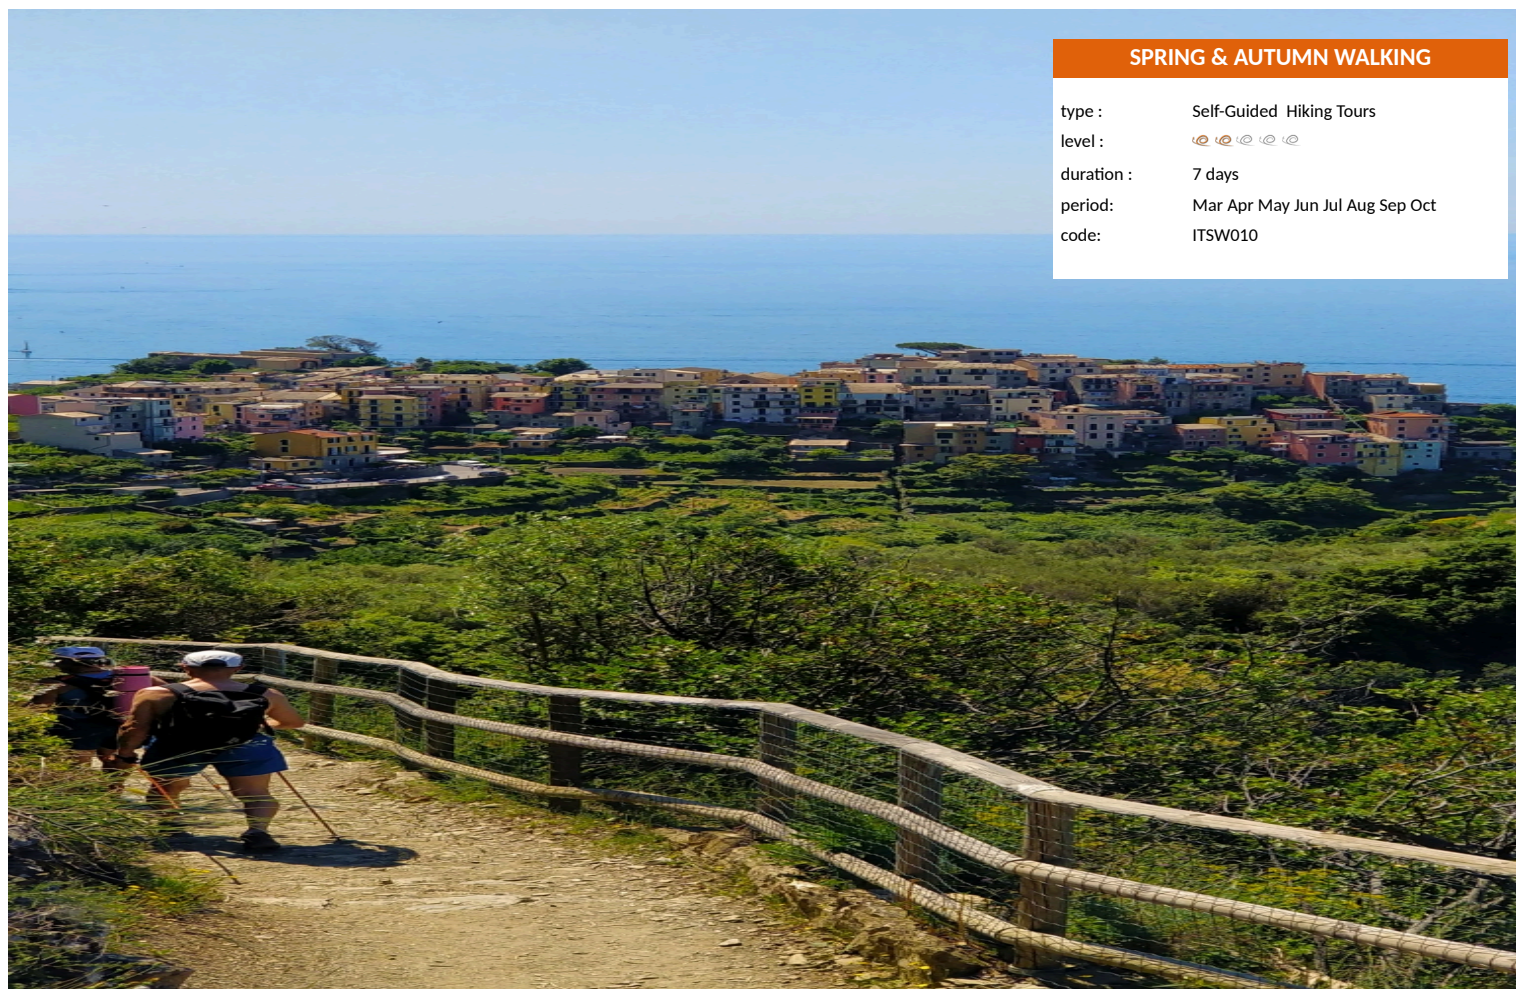 SPRING & AUTUMN WALKING
type : Self-Guided  Hiking Tours
level :
duration : 7 days
period: Mar Apr May Jun Jul Aug Sep Oct
code: ITSW010